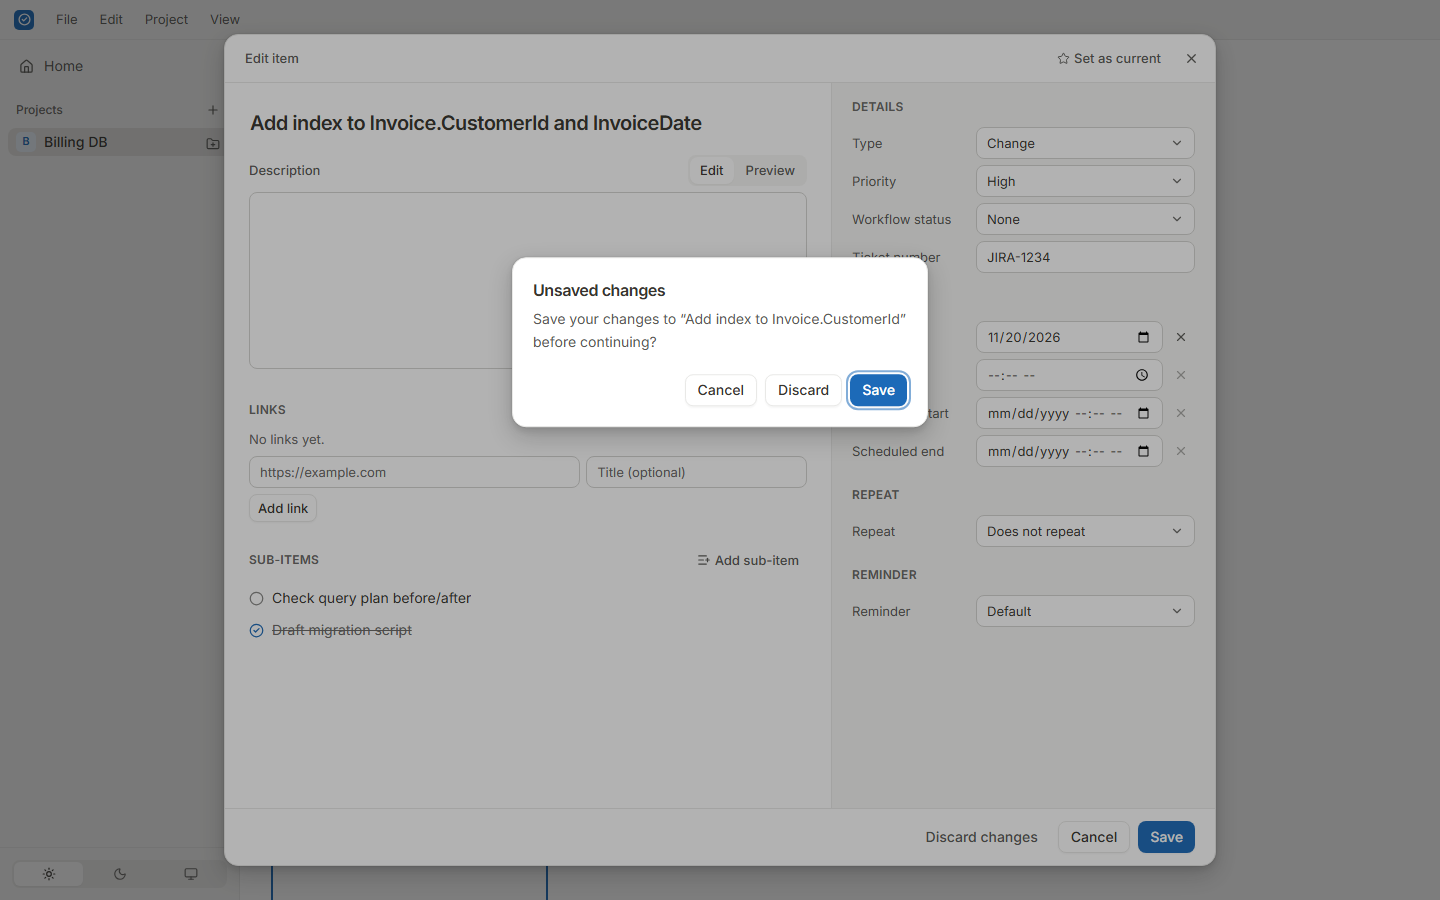 File Edit Project View
Home
Projects
B Billing DB
Edit item
Set as current
Add index to Invoice.CustomerId and InvoiceDate
Description
Edit Preview
LINKS
No links yet.
https://example.com Title (optional)
Add link
SUB-ITEMS
Add sub-item
Check query plan before/after
Draft migration script
DETAILS
Type Change
Priority High
Workflow status None
Ticket number JIRA-1234
11/20/2026
--:-- --
tart mm/dd/yyyy --:-- --
Scheduled end mm/dd/yyyy --:-- --
REPEAT
Repeat Does not repeat
REMINDER
Reminder Default
Unsaved changes
Save your changes to “Add index to Invoice.CustomerId”
before continuing?
Cancel Discard Save
Discard changes Cancel Save